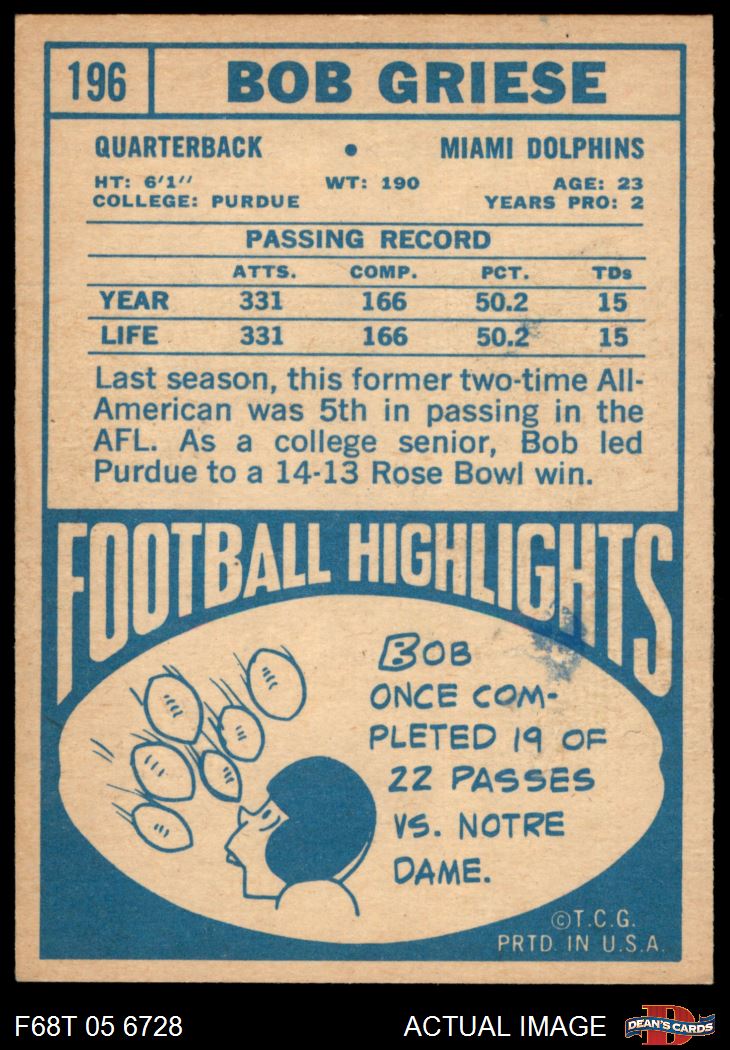 196 BOB GRIESE
QUARTERBACK • MIAMI DOLPHINS
HT: 6'1'' WT: 190 AGE: 23
COLLEGE: PURDUE YEARS PRO: 2
PASSING RECORD
ATTS. COMP. PCT. TDs
YEAR 331 166 50.2 15
LIFE 331 166 50.2 15
Last season, this former two-time All-
American was 5th in passing in the
AFL. As a college senior, Bob led
Purdue to a 14-13 Rose Bowl win.
FOOTBALL HIGHLIGHTS
BOB
ONCE COM-
PLETED 19 OF
22 PASSES
VS. NOTRE
DAME.
©T.C.G.
PRTD. IN U.S.A.
F68T 05 6728 ACTUAL IMAGE D DEAN'S CARDS